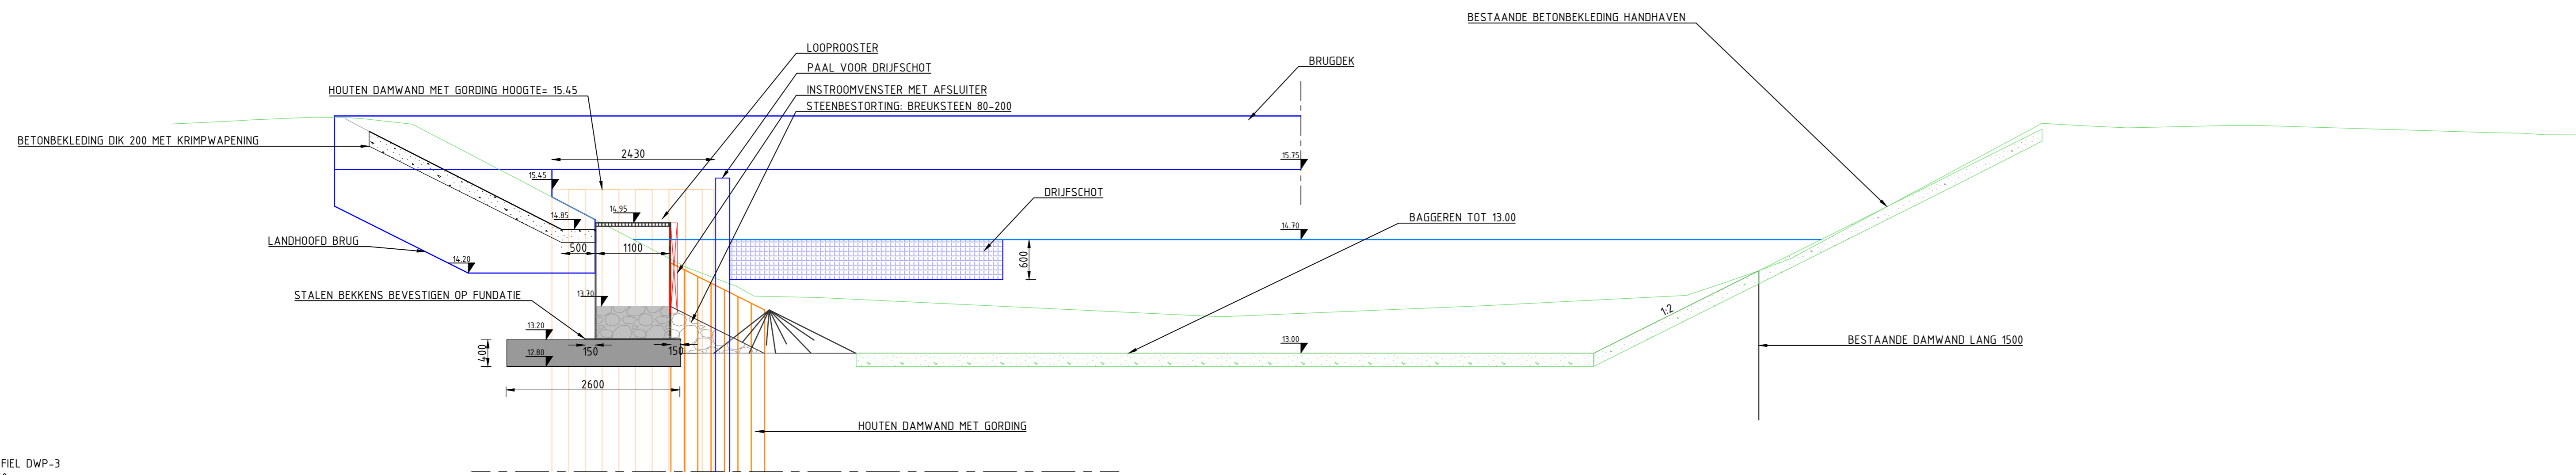 BESTAANDE BETONBEKLEDING HANDHAVEN
LOOPROOSTER
BRUGDEK
PAAL VOOR DRIJFSCHOT
HOUTEN DAMWAND MET GORDING HOOGTE= 15.45
INSTROOMVENSTER MET AFSLUITER
STEENBESTORTING: BREUKSTEEN 80-200
BETONBEKLEDING DIK 200 MET KRIMPWAPENING
2430
15.75
15.45
DRIJFSCHOT
14.95
14.85
BAGGEREN TOT 13.00
14.70
LANDHOOFD BRUG
500
1100
600
14.20
STALEN BEKKENS BEVESTIGEN OP FUNDATIE
13.70
1:2
13.20
13.00
BESTAANDE DAMWAND LANG 1500
400
12.80
150
150
2600
HOUTEN DAMWAND MET GORDING
FIEL DWP-3